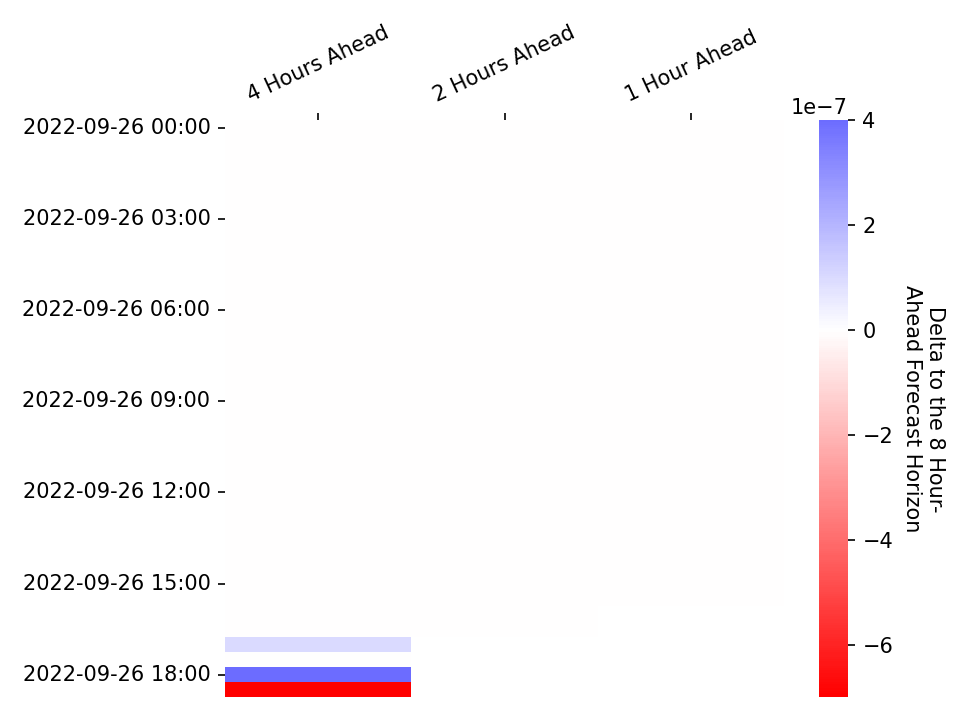 4 Hours Ahead
2 Hours Ahead
1 Hour Ahead
1e−7
2022-09-26 00:00
2022-09-26 03:00
2022-09-26 06:00
2022-09-26 09:00
2022-09-26 12:00
2022-09-26 15:00
2022-09-26 18:00
4
2
0
−2
−4
−6
Delta to the 8 Hour-
Ahead Forecast Horizon